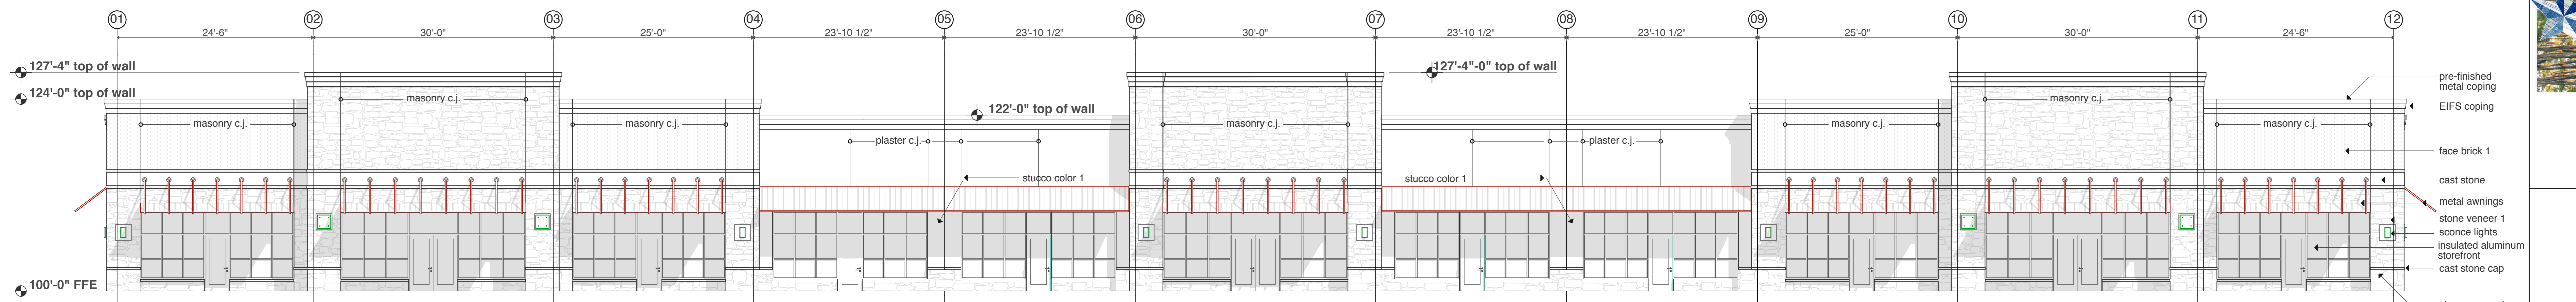 01 02 03 04 05 06 07 08 09 10 11 12
24'-6" 30'-0" 25'-0" 23'-10 1/2" 23'-10 1/2" 30'-0" 23'-10 1/2" 23'-10 1/2" 25'-0" 30'-0" 24'-6"
127'-4" top of wall
127'-4"-0" top of wall
124'-0" top of wall
122'-0" top of wall
masonry c.j.
masonry c.j.
masonry c.j.
plaster c.j.
masonry c.j.
plaster c.j.
masonry c.j.
masonry c.j.
masonry c.j.
stucco color 1
stucco color 1
100'-0" FFE
pre-finished
metal coping
EIFS coping
face brick 1
cast stone
metal awnings
stone veneer 1
sconce lights
insulated aluminum
storefront
cast stone cap